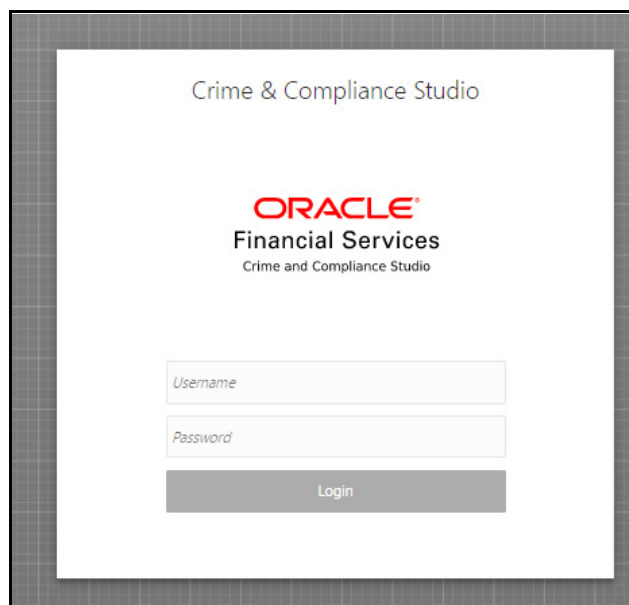 Crime & Compliance Studio
ORACLE®
Financial Services
Crime and Compliance Studio
Username
Password
Login